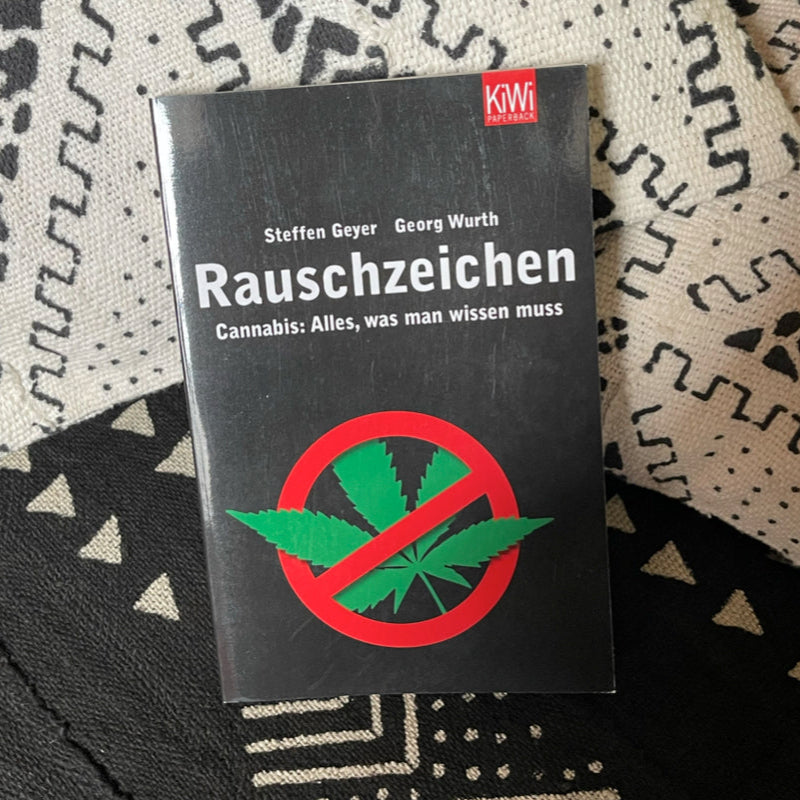 KiWi
PAPERBACK
Steffen Geyer Georg Wurth
Rauschzeichen
Cannabis: Alles, was man wissen muss